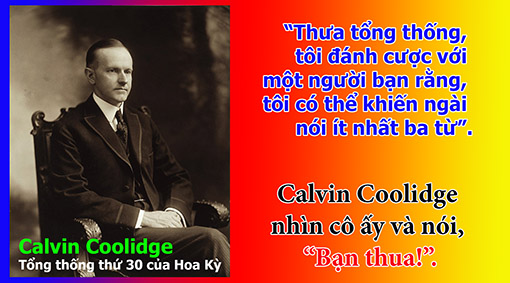 “Thưa tổng thống,
tôi đánh cược với
một người bạn rằng,
tôi có thể khiến ngài
nói ít nhất ba từ”.
Calvin Coolidge
nhìn cô ấy và nói,
“Bạn thua!”.
Calvin Coolidge
Tổng thống thứ 30 của Hoa Kỳ